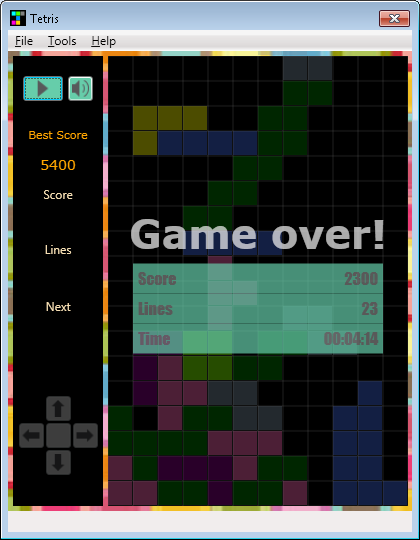 Tetris
File Tools Help
Best Score
5400
Score
Lines
Next
Game over!
Score 2300
Lines 23
Time 00:04:14